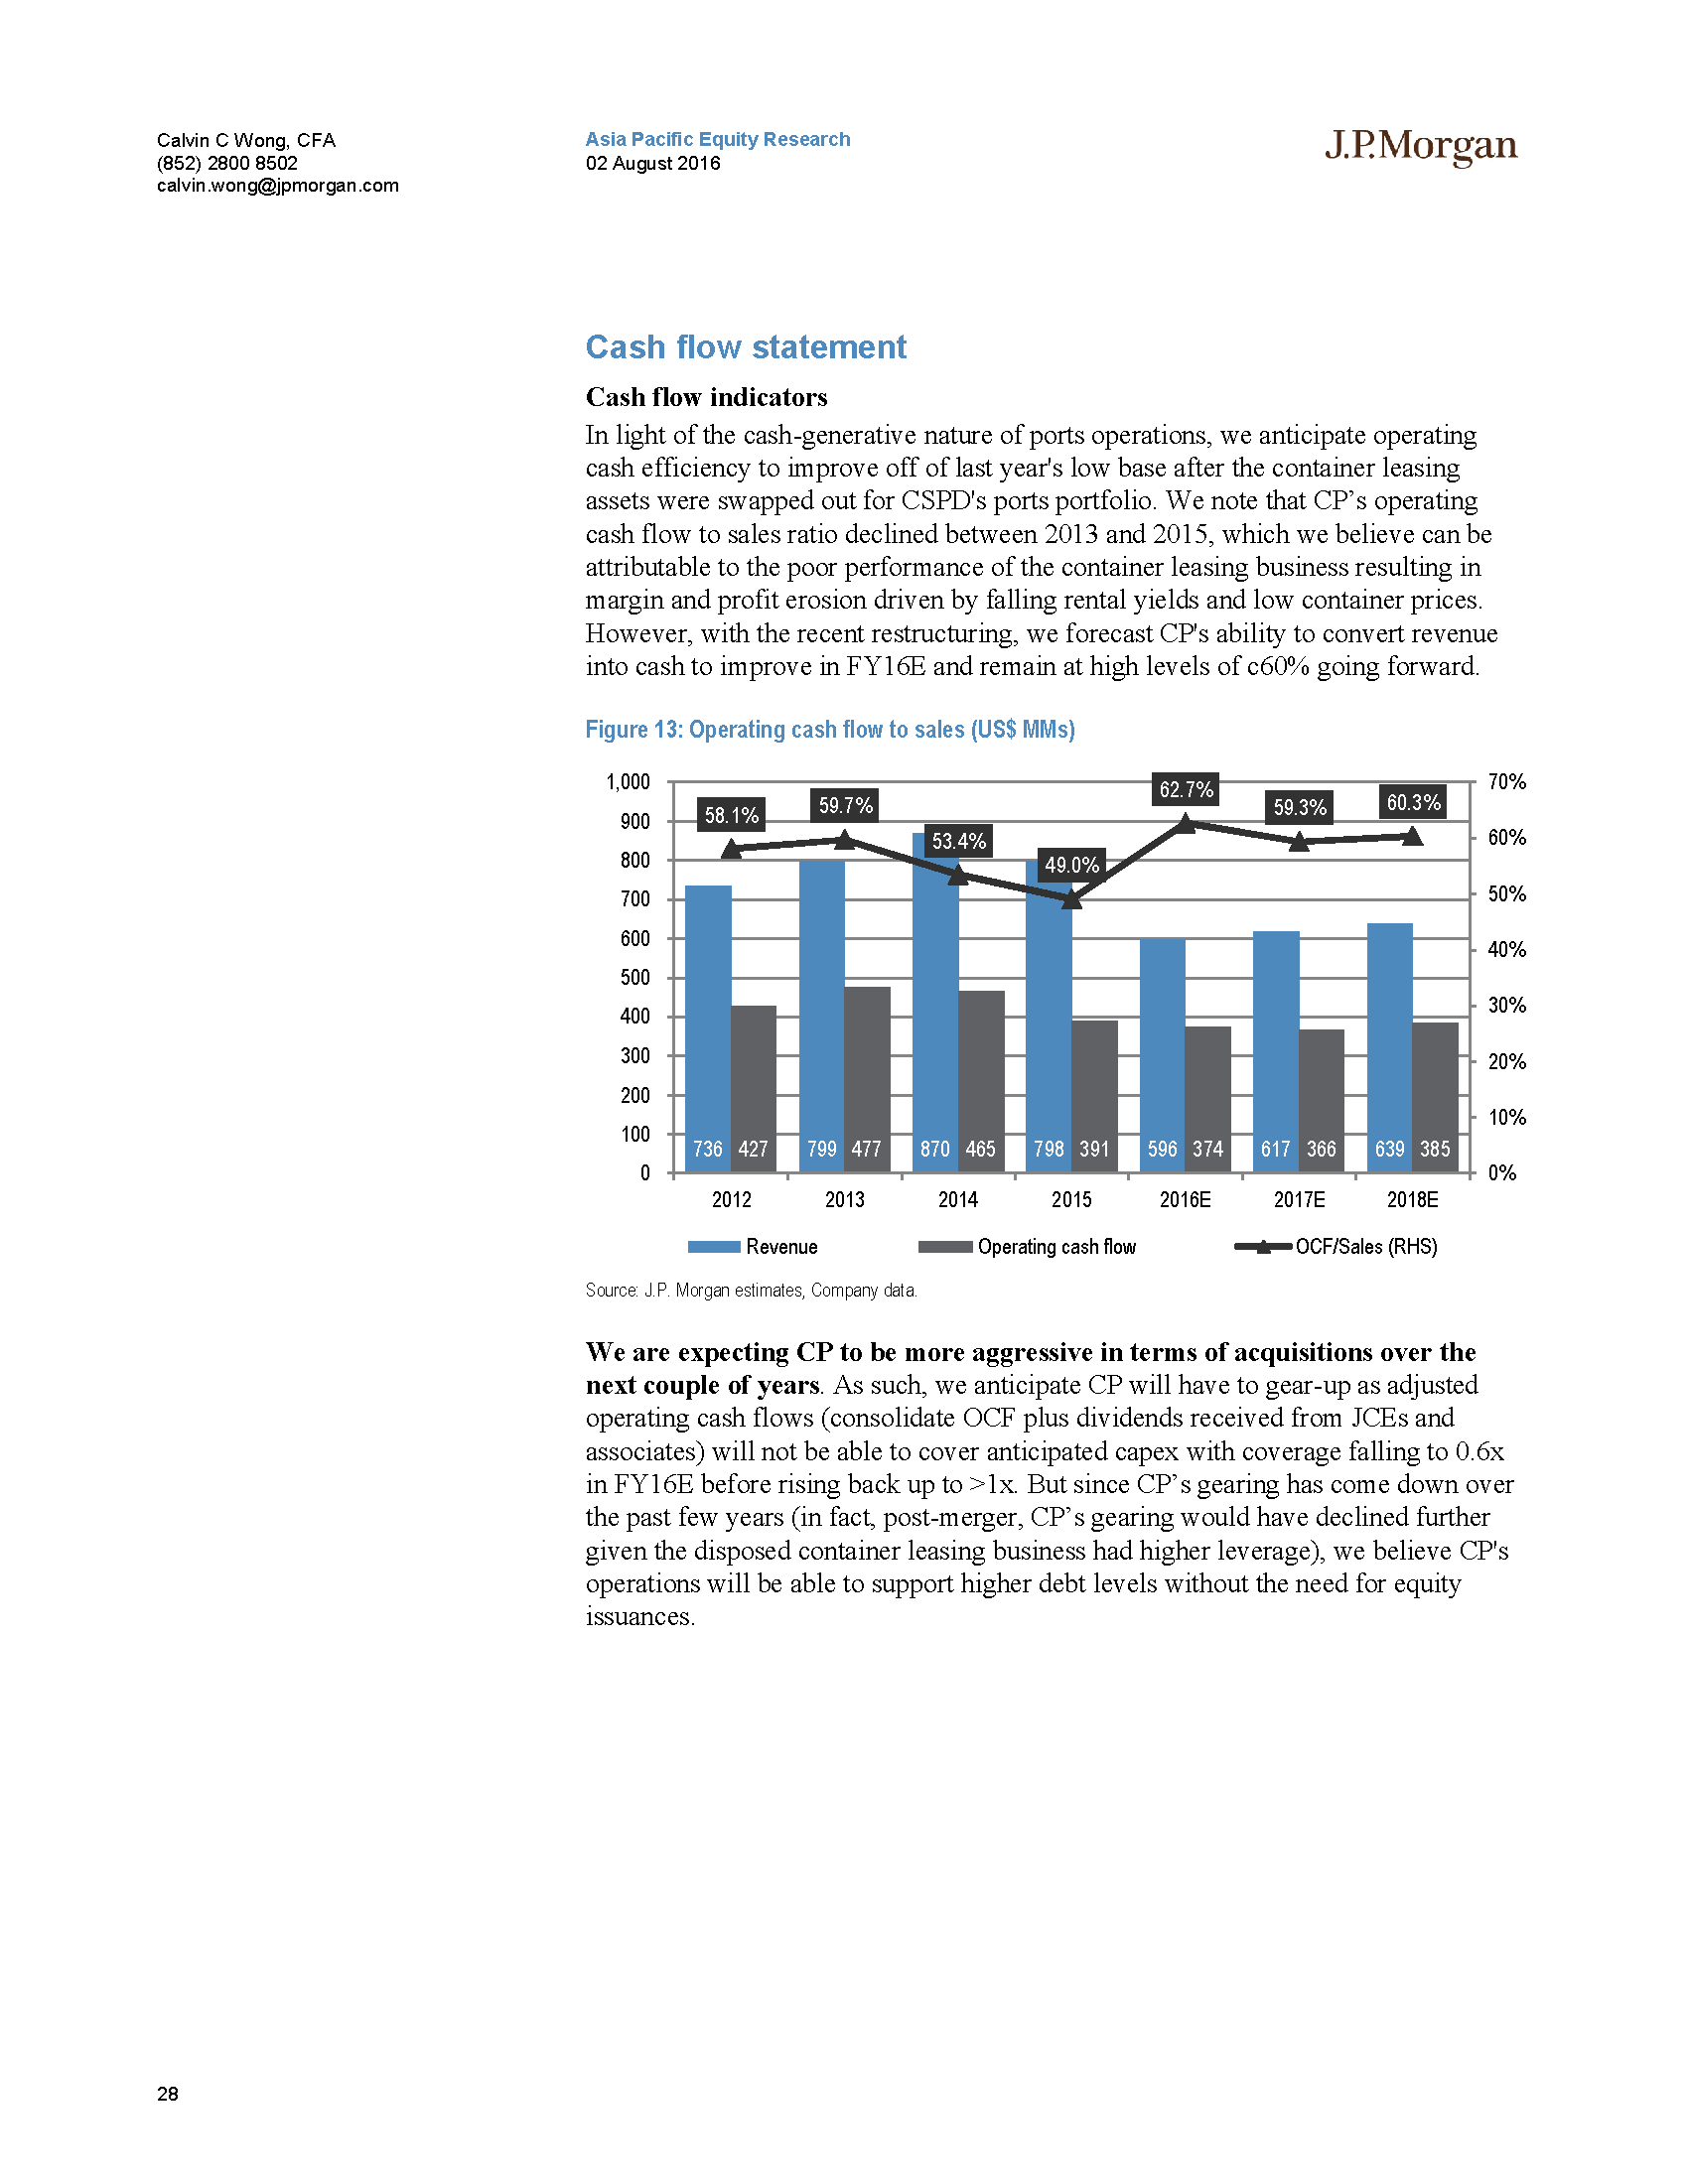 Calvin C Wong, CFA
(852) 2800 8502
calvin.wong@jpmorgan.com
Asia Pacific Equity Research
02 August 2016
J.P.Morgan
Cash flow statement
Cash flow indicators
In light of the cash-generative nature of ports operations, we anticipate operating
cash efficiency to improve off of last year's low base after the container leasing
assets were swapped out for CSPD's ports portfolio. We note that CP’s operating
cash flow to sales ratio declined between 2013 and 2015, which we believe can be
attributable to the poor performance of the container leasing business resulting in
margin and profit erosion driven by falling rental yields and low container prices.
However, with the recent restructuring, we forecast CP's ability to convert revenue
into cash to improve in FY16E and remain at high levels of c60% going forward.
Figure 13: Operating cash flow to sales (US$ MMs)
1,000
900
800
700
600
500
400
300
200
100
0
58.1%
59.7%
53.4%
49.0%
62.7%
59.3%
60.3%
70%
60%
50%
40%
30%
20%
10%
0%
736 427 799 477 870 465 798 391 596 374 617 366 639 385
2012 2013 2014 2015 2016E 2017E 2018E
Revenue Operating cash flow OCF/Sales (RHS)
Source: J.P. Morgan estimates, Company data.
We are expecting CP to be more aggressive in terms of acquisitions over the
next couple of years. As such, we anticipate CP will have to gear-up as adjusted
operating cash flows (consolidate OCF plus dividends received from JCEs and
associates) will not be able to cover anticipated capex with coverage falling to 0.6x
in FY16E before rising back up to >1x. But since CP’s gearing has come down over
the past few years (in fact, post-merger, CP’s gearing would have declined further
given the disposed container leasing business had higher leverage), we believe CP's
operations will be able to support higher debt levels without the need for equity
issuances.
28